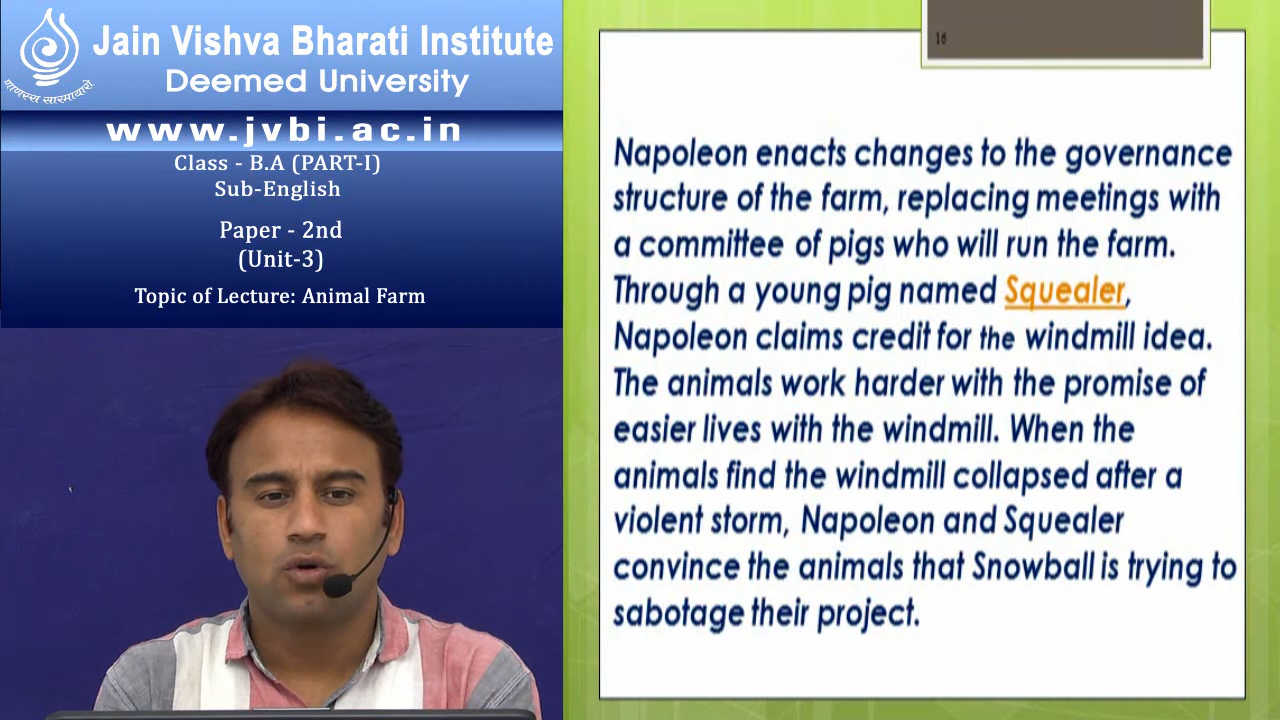 Jain Vishva Bharati Institute
Deemed University
णाणस्स सारमायारो
www.jvbi.ac.in
Class - B.A (PART-I)
Sub-English
Paper - 2nd
(Unit-3)
Topic of Lecture: Animal Farm
16
Napoleon enacts changes to the governance
structure of the farm, replacing meetings with
a committee of pigs who will run the farm.
Through a young pig named Squealer,
Napoleon claims credit for the windmill idea.
The animals work harder with the promise of
easier lives with the windmill. When the
animals find the windmill collapsed after a
violent storm, Napoleon and Squealer
convince the animals that Snowball is trying to
sabotage their project.